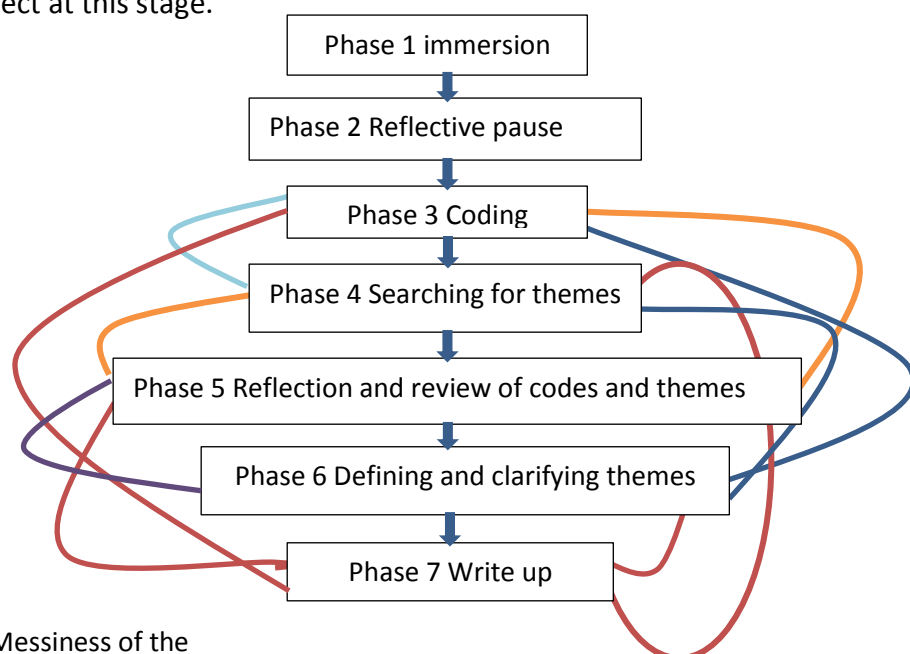 ect at this stage.
Phase 1 immersion
Phase 2 Reflective pause
Phase 3 Coding
Phase 4 Searching for themes
Phase 5 Reflection and review of codes and themes
Phase 6 Defining and clarifying themes
Phase 7 Write up
Messiness of the